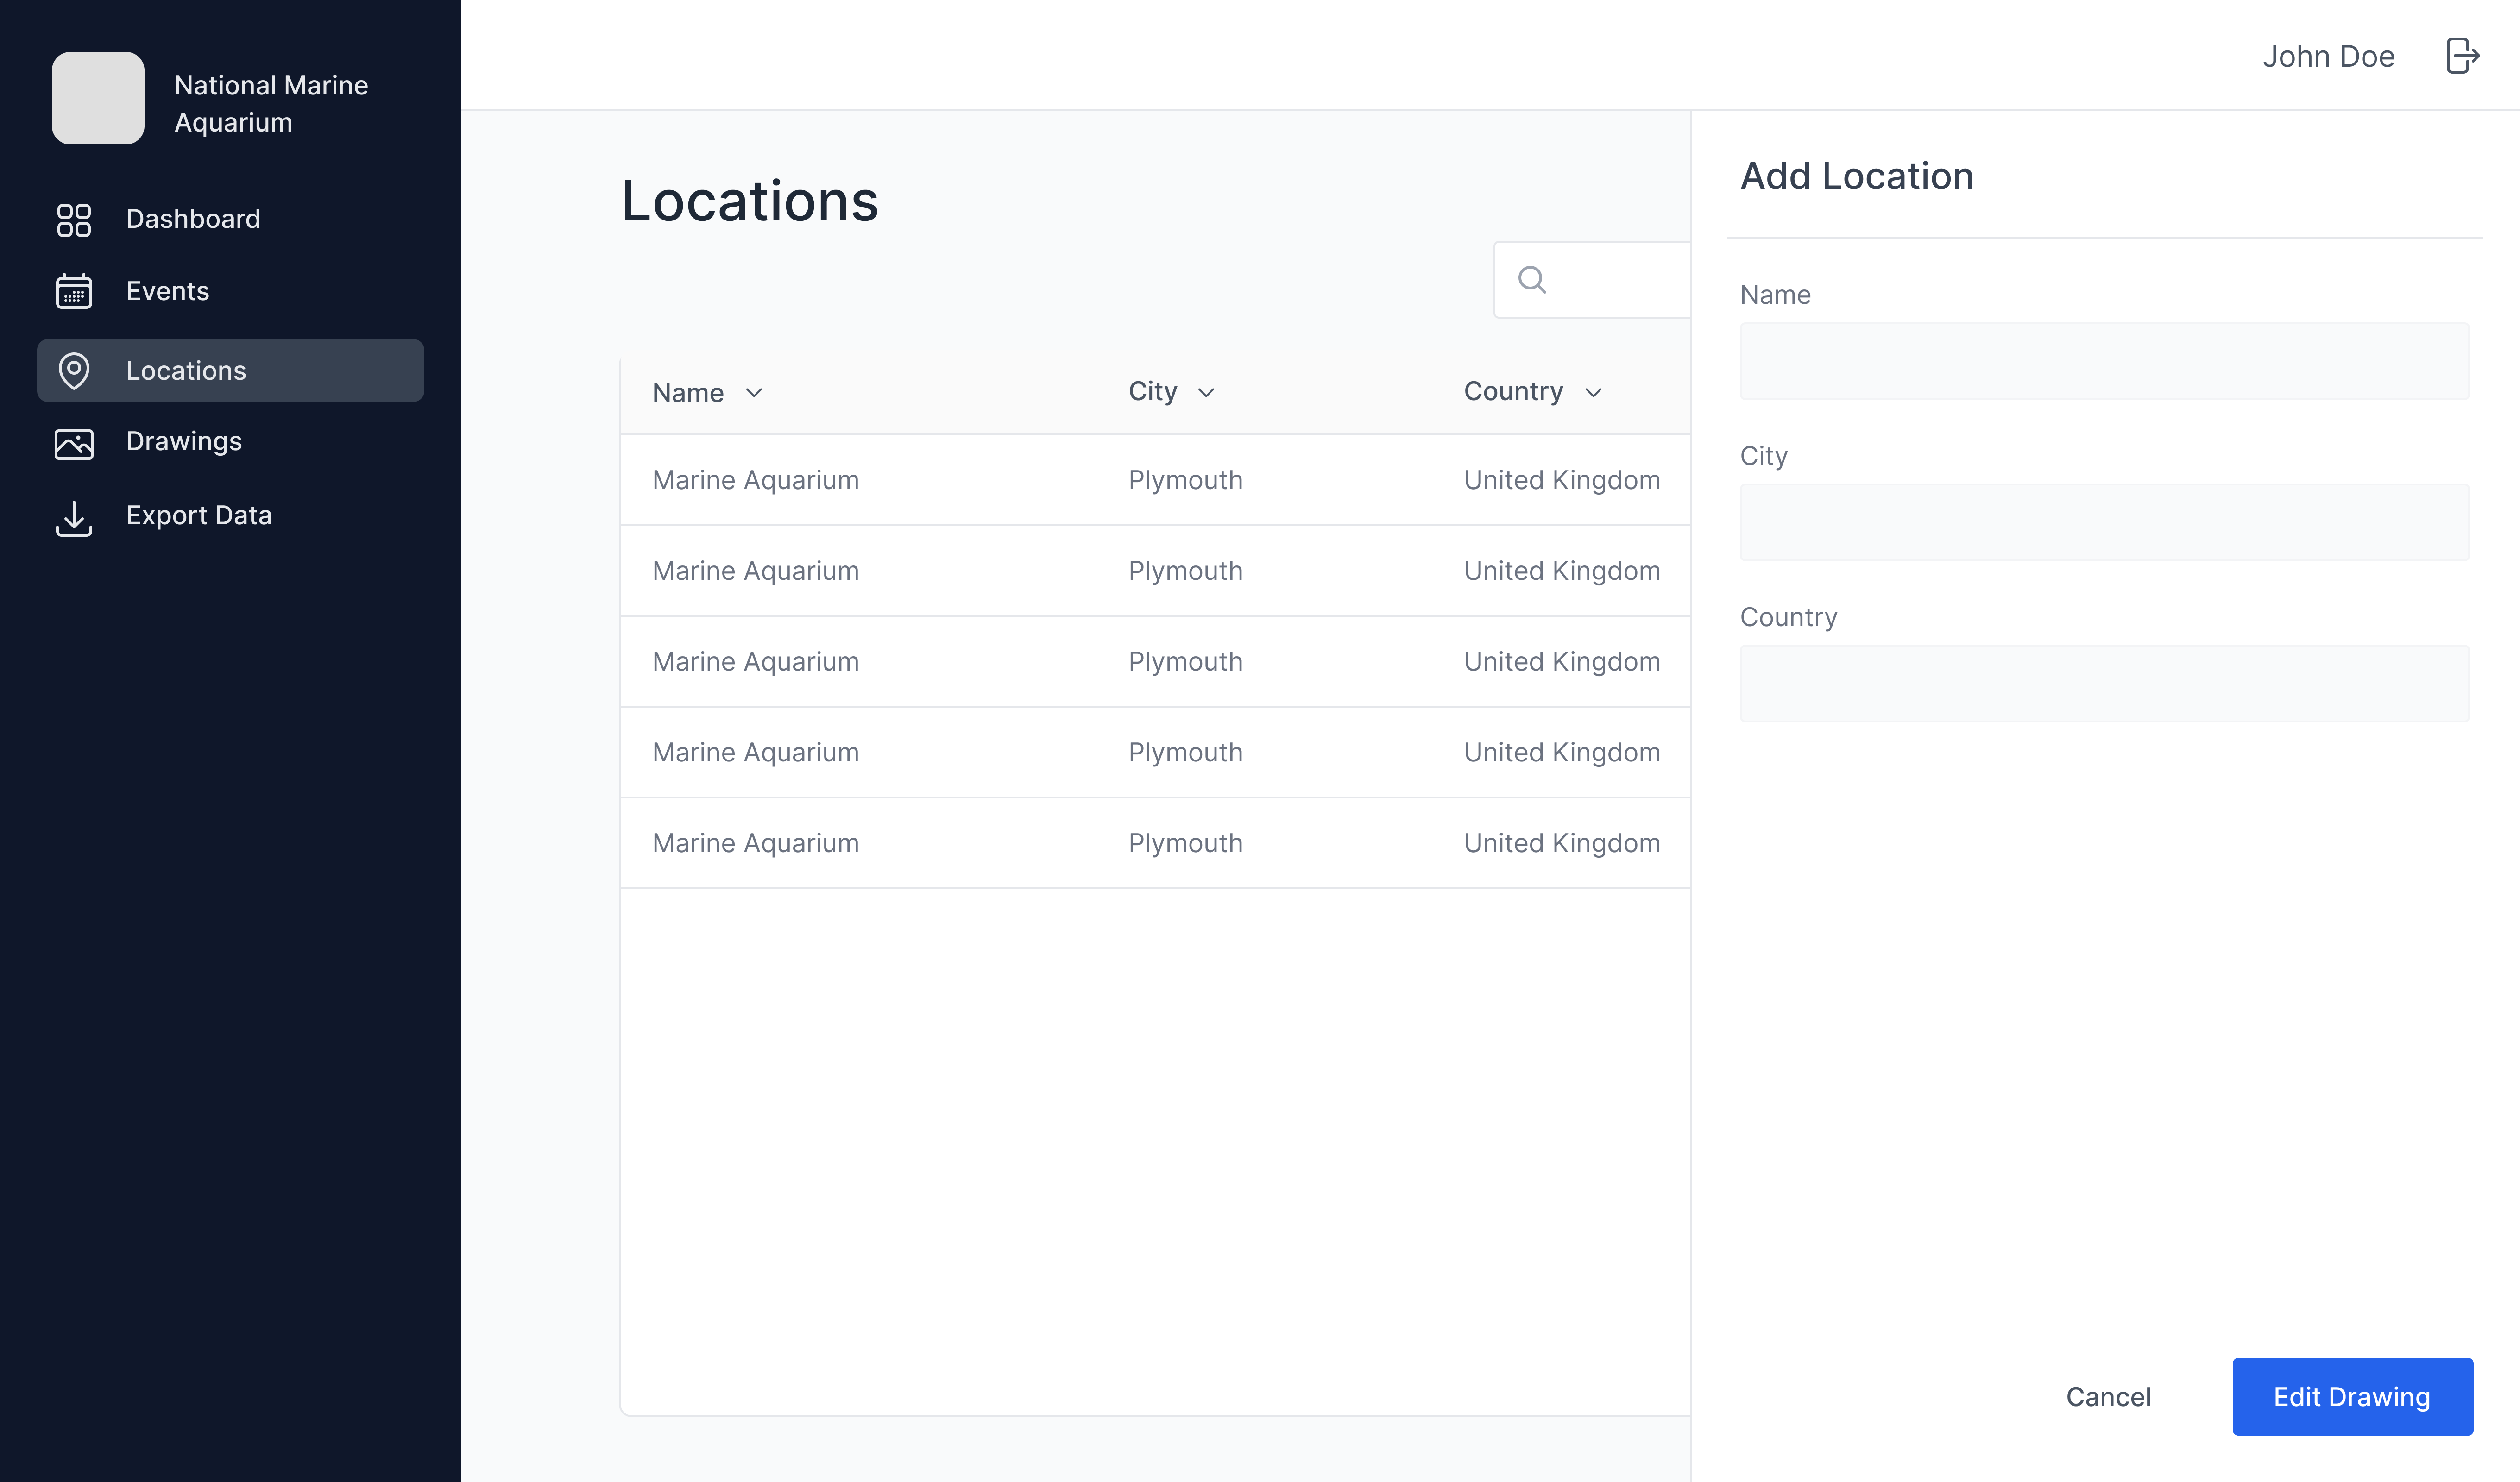 National Marine
Aquarium
Dashboard
Events
Locations
Drawings
Export Data
John Doe
Locations
Name City Country
Marine Aquarium Plymouth United Kingdom
Marine Aquarium Plymouth United Kingdom
Marine Aquarium Plymouth United Kingdom
Marine Aquarium Plymouth United Kingdom
Marine Aquarium Plymouth United Kingdom
Add Location
Name
City
Country
Cancel Edit Drawing